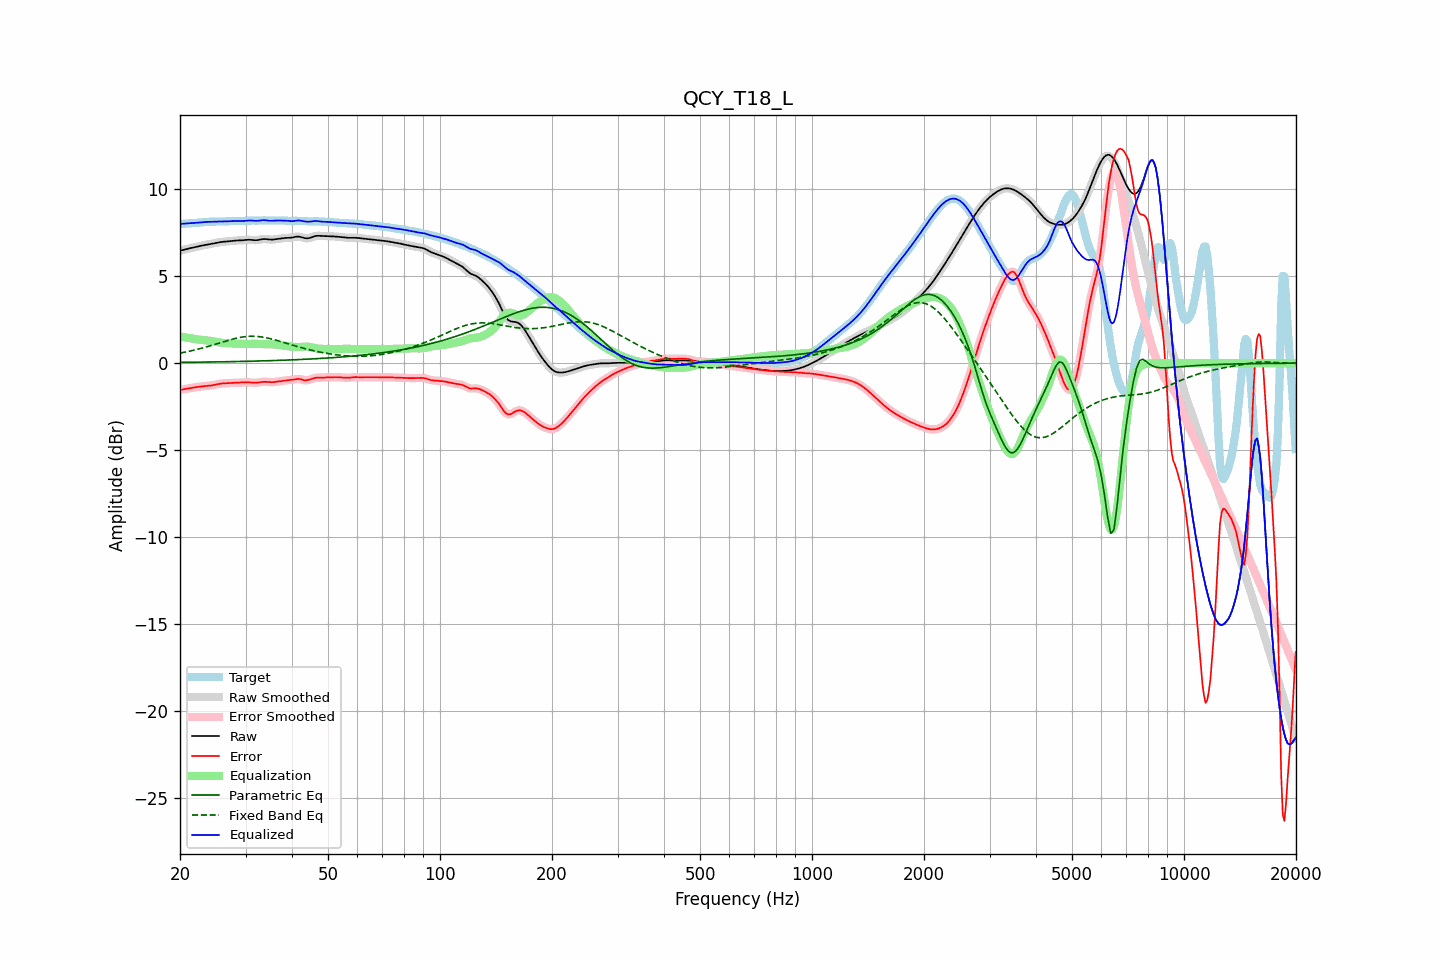 QCY_T18_L
Amplitude (dBr)
10
5
0
−5
−10
−15
−20
−25
Target
Raw Smoothed
Error Smoothed
Raw
Error
Equalization
Parametric Eq
Fixed Band Eq
Equalized
20 50 100 200 500 1000 2000 5000 10000 20000
Frequency (Hz)